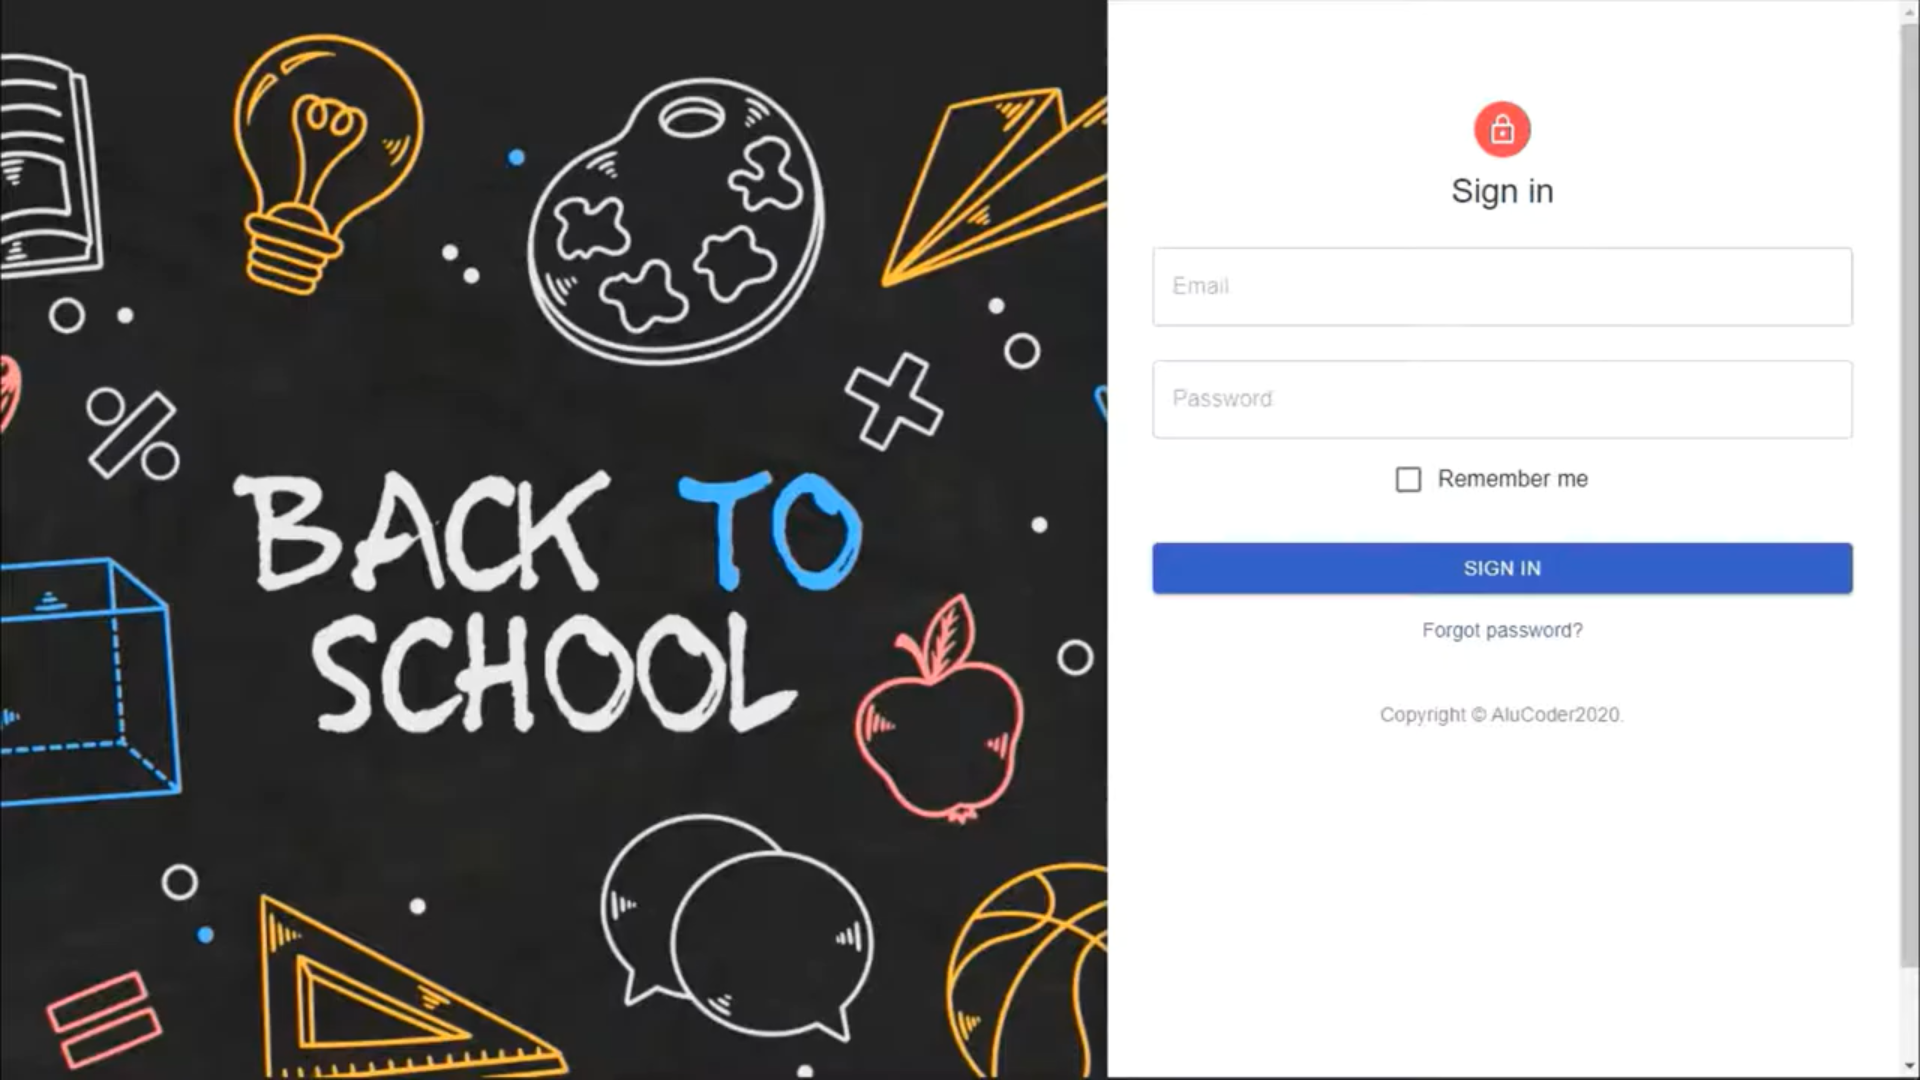 BACK TO
SCHOOL
Sign in
Email
Password
Remember me
SIGN IN
Forgot password?
Copyright © AluCoder2020.